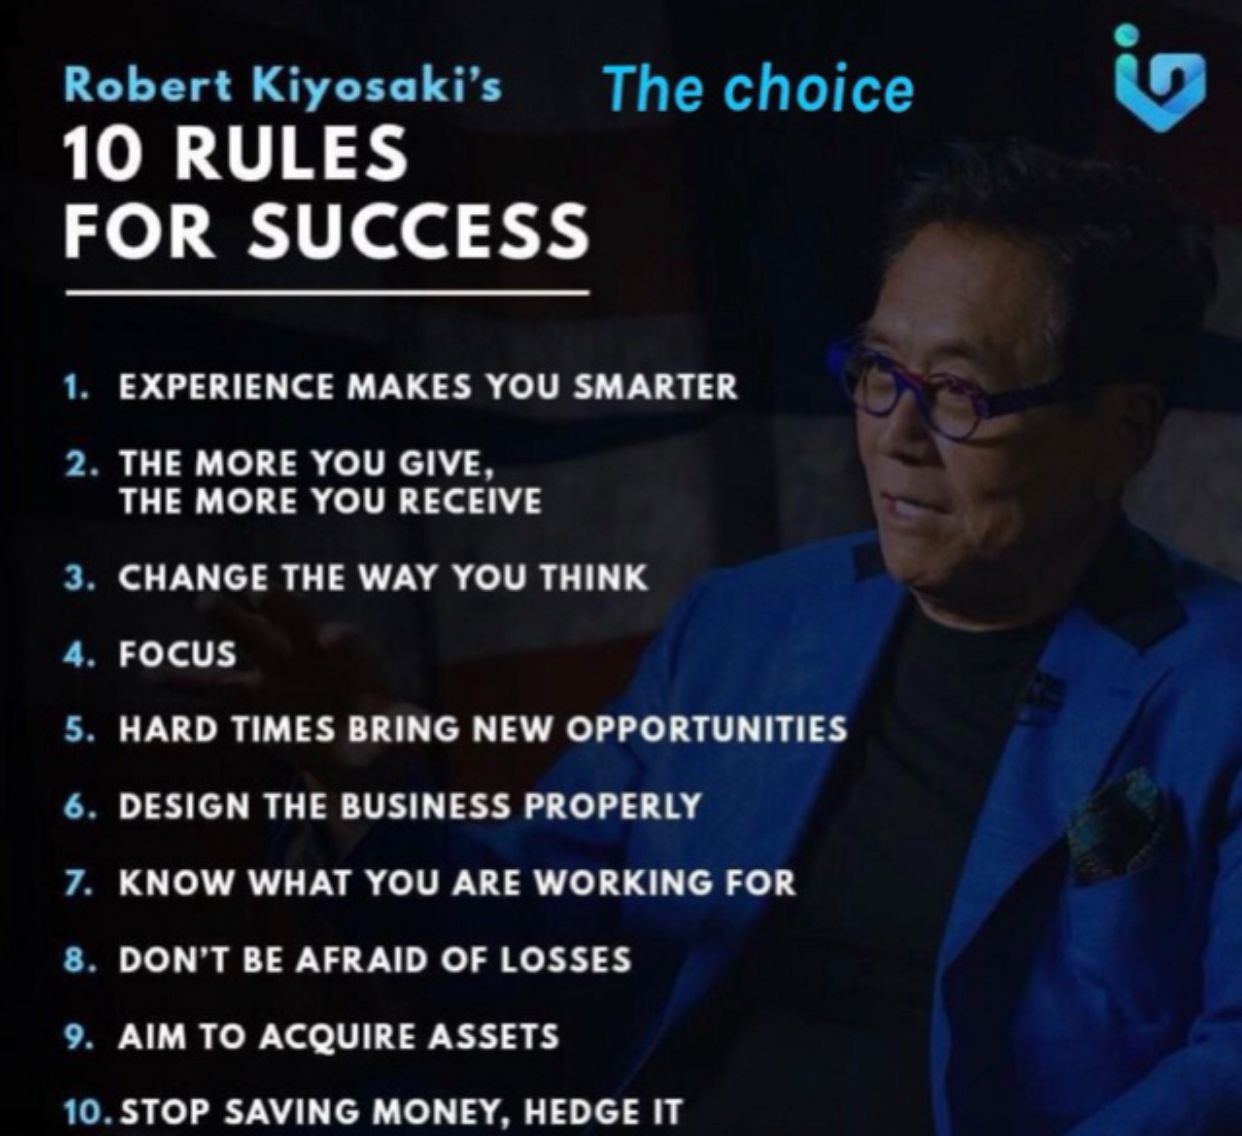 Robert Kiyosaki's
The choice
10 RULES
FOR SUCCESS
1. EXPERIENCE MAKES YOU SMARTER
2. THE MORE YOU GIVE,
THE MORE YOU RECEIVE
3. CHANGE THE WAY YOU THINK
4. FOCUS
5. HARD TIMES BRING NEW OPPORTUNITIES
6. DESIGN THE BUSINESS PROPERLY
7. KNOW WHAT YOU ARE WORKING FOR
8. DON'T BE AFRAID OF LOSSES
9. AIM TO ACQUIRE ASSETS
10. STOP SAVING MONEY, HEDGE IT